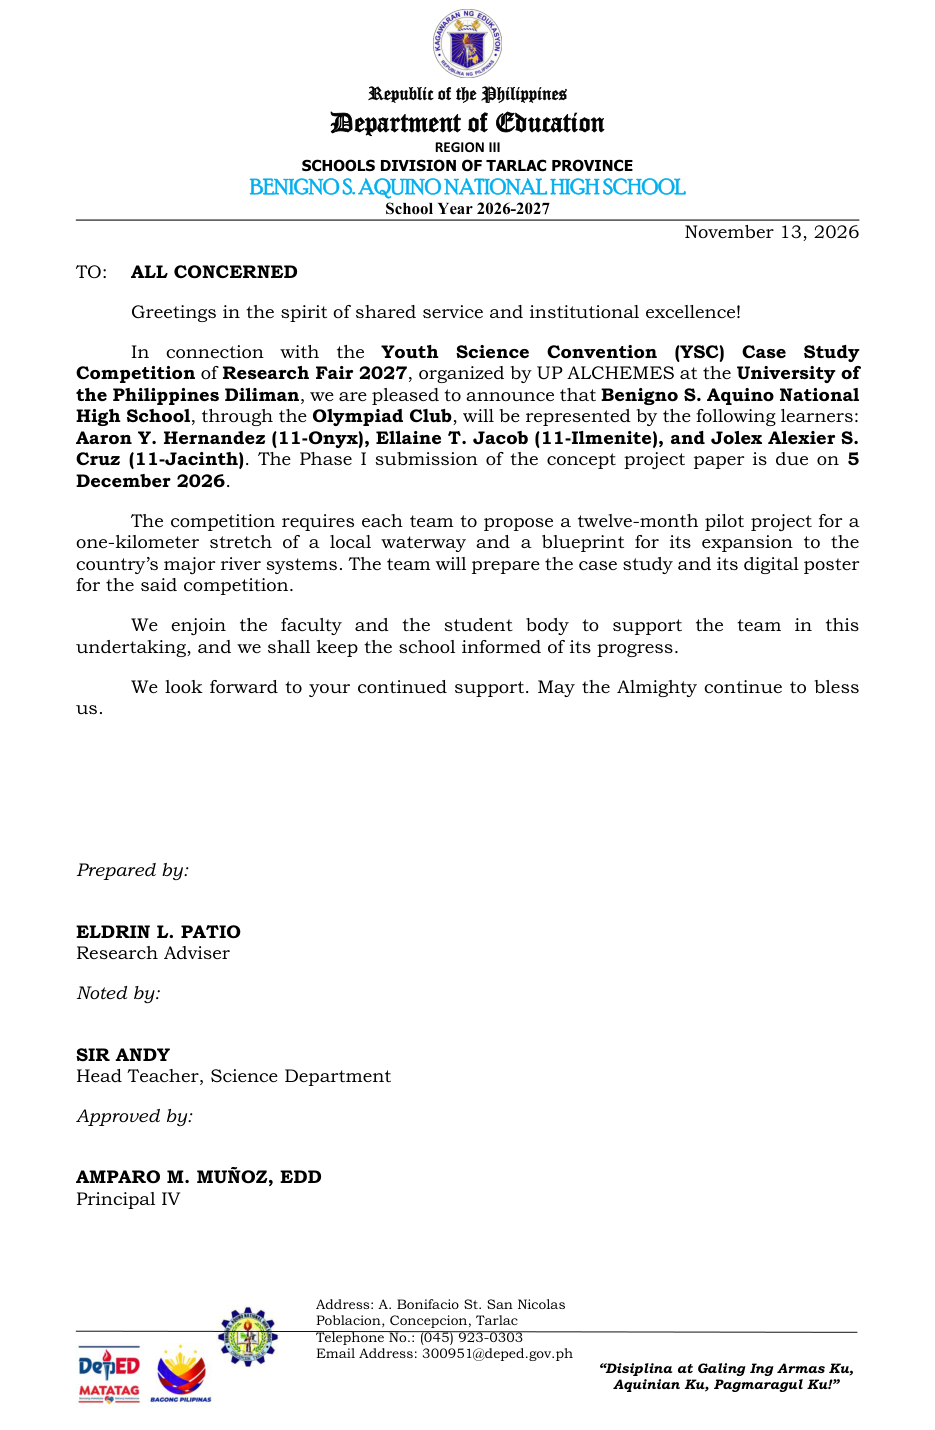 KAGAWARAN NG EDUKASYON
REPUBLIKA NG PILIPINAS
Republic of the Philippines
Department of Education
REGION III
SCHOOLS DIVISION OF TARLAC PROVINCE
BENIGNO S. AQUINO NATIONAL HIGH SCHOOL
School Year 2026-2027
November 13, 2026
TO: ALL CONCERNED
Greetings in the spirit of shared service and institutional excellence!
In connection with the Youth Science Convention (YSC) Case Study
Competition of Research Fair 2027, organized by UP ALCHEMES at the University of
the Philippines Diliman, we are pleased to announce that Benigno S. Aquino National
High School, through the Olympiad Club, will be represented by the following learners:
Aaron Y. Hernandez (11-Onyx), Ellaine T. Jacob (11-Ilmenite), and Jolex Alexier S.
Cruz (11-Jacinth). The Phase I submission of the concept project paper is due on 5
December 2026.
The competition requires each team to propose a twelve-month pilot project for a
one-kilometer stretch of a local waterway and a blueprint for its expansion to the
country’s major river systems. The team will prepare the case study and its digital poster
for the said competition.
We enjoin the faculty and the student body to support the team in this
undertaking, and we shall keep the school informed of its progress.
We look forward to your continued support. May the Almighty continue to bless
us.
Prepared by:
ELDRIN L. PATIO
Research Adviser
Noted by:
SIR ANDY
Head Teacher, Science Department
Approved by:
AMPARO M. MUÑOZ, EDD
Principal IV
Address: A. Bonifacio St. San Nicolas
Poblacion, Concepcion, Tarlac
Telephone No.: (045) 923-0303
Email Address: 300951@deped.gov.ph
DepED
MATATAG
BAGONG PILIPINAS
“Disiplina at Galing Ing Armas Ku,
Aquinian Ku, Pagmaragul Ku!”